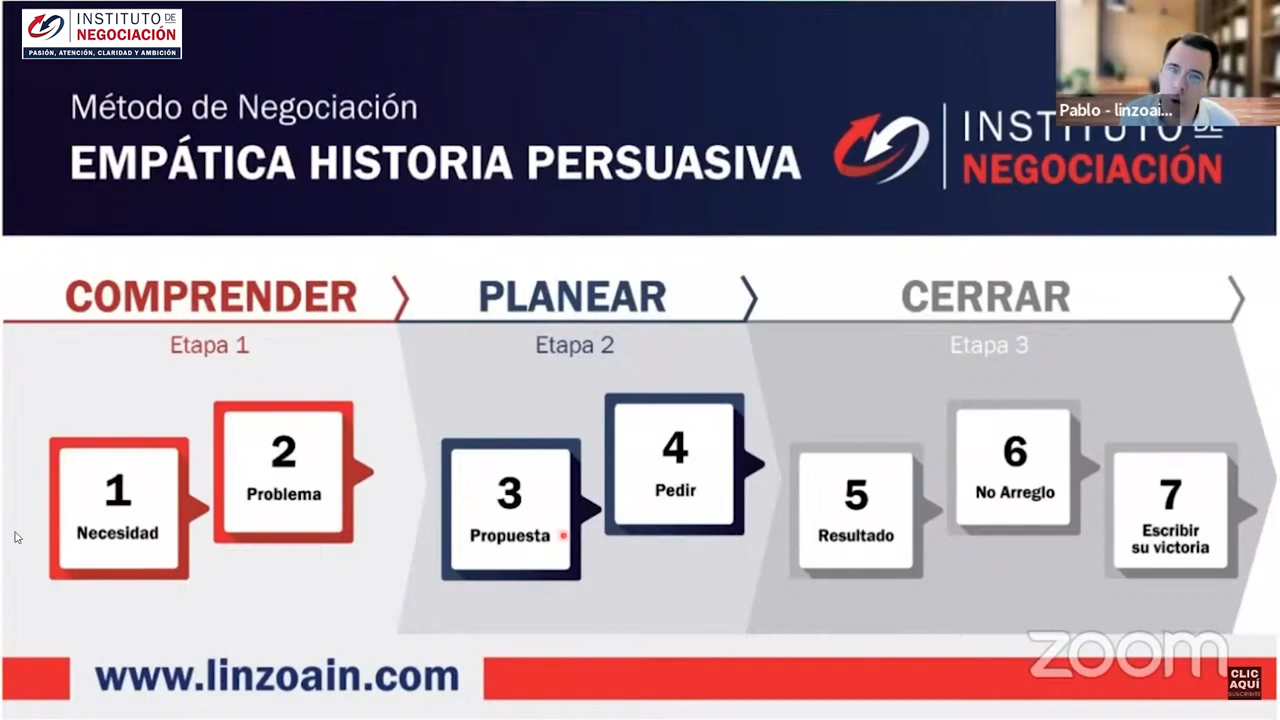 INSTITUTO DE
NEGOCIACIÓN
PASIÓN, ATENCIÓN, CLARIDAD Y AMBICIÓN
Pablo - linzoai...
Método de Negociación
EMPÁTICA HISTORIA PERSUASIVA
INSTITUTO DE
NEGOCIACIÓN
COMPRENDER
PLANEAR
CERRAR
Etapa 1
Etapa 2
Etapa 3
1
Necesidad
2
Problema
3
Propuesta
4
Pedir
5
Resultado
6
No Arreglo
7
Escribir
su victoria
www.linzoain.com
zoom
CLIC
AQUÍ
SUSCRIBITE